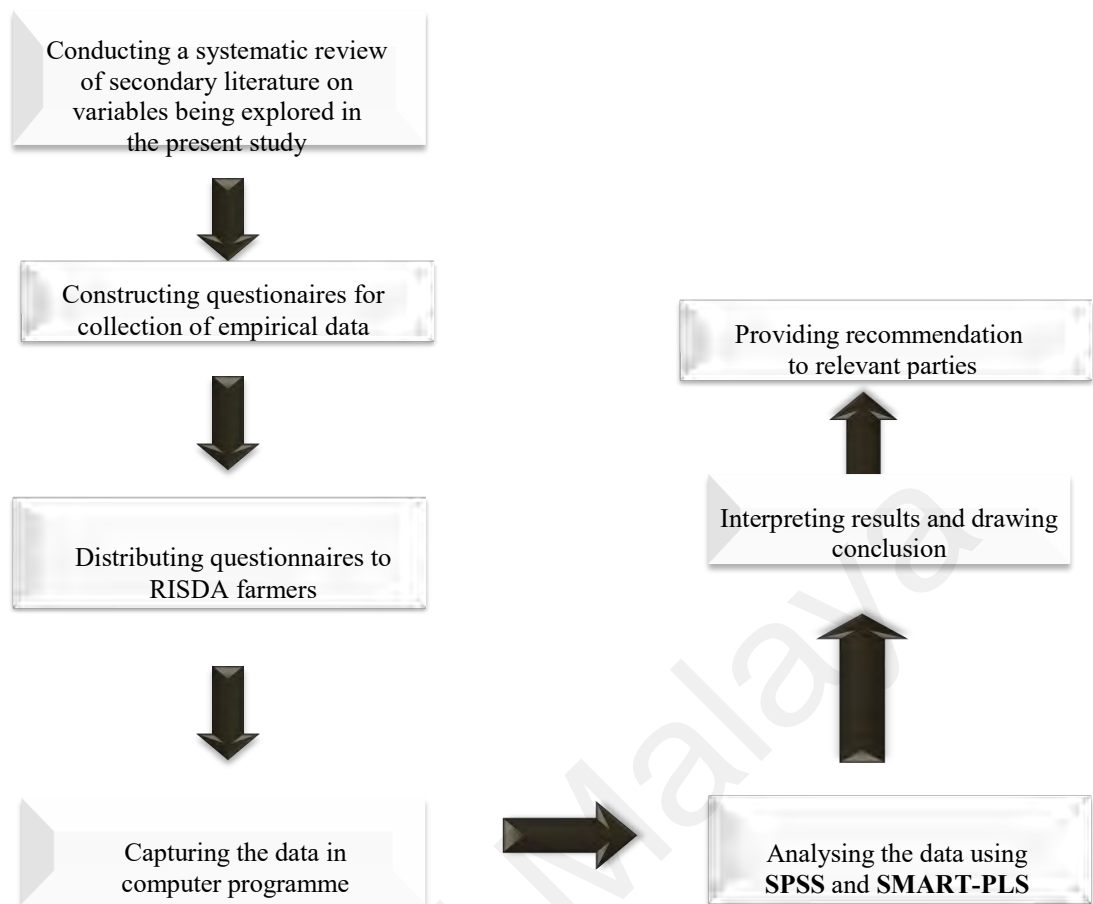 Conducting a systematic review
of secondary literature on
variables being explored in
the present study
Constructing questionaires for
collection of empirical data
Distributing questionnaires to
RISDA farmers
Capturing the data in
computer programme
Analysing the data using
SPSS and SMART-PLS
Interpreting results and drawing
conclusion
Providing recommendation
to relevant parties
Malaya